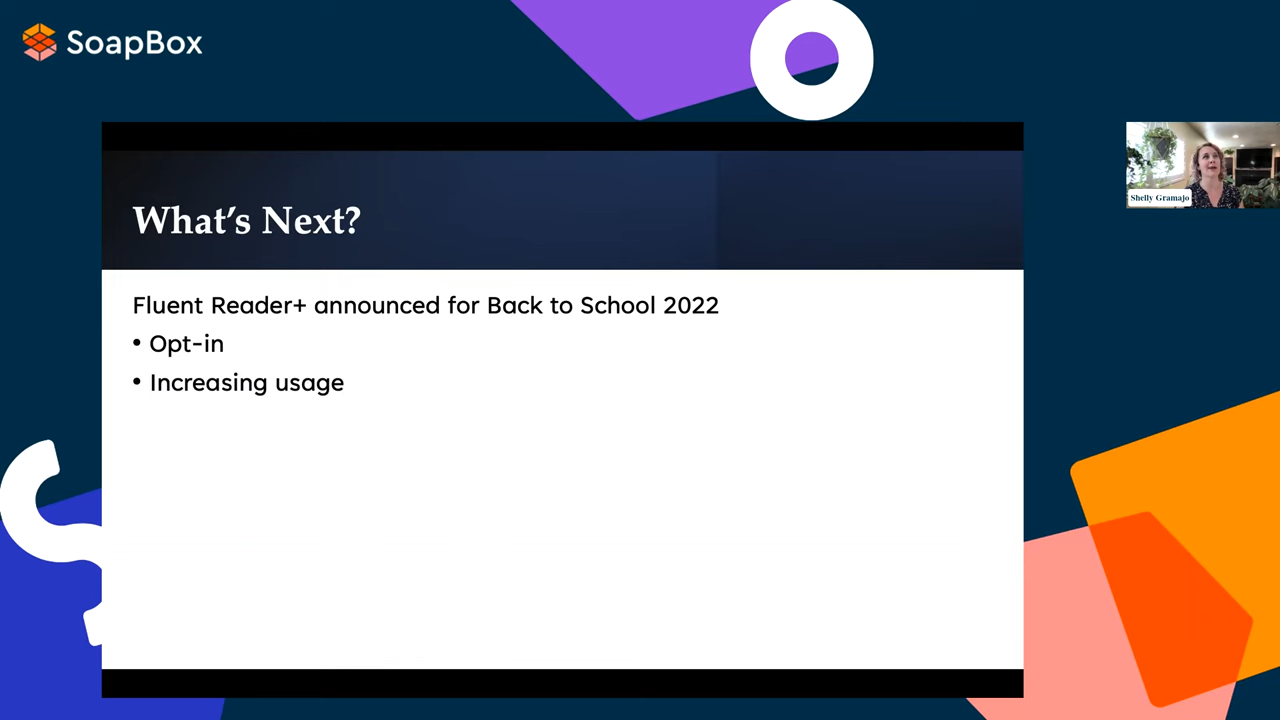 SoapBox
What's Next?
Shelly Gramajo
Fluent Reader+ announced for Back to School 2022
• Opt-in
• Increasing usage